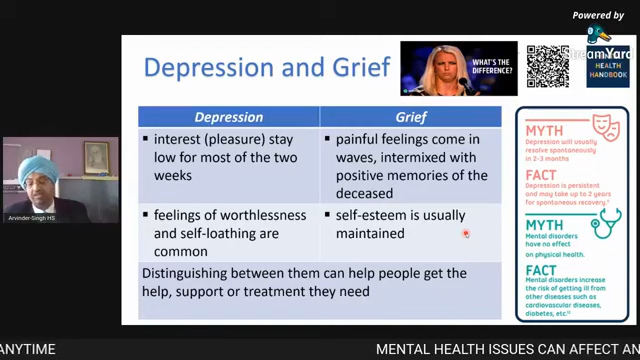 Powered by
StreamYard
Depression and Grief
WHAT'S THE
DIFFERENCE?
HEALTH
HANDBOOK
Depression
Grief
▪ interest (pleasure) stay
low for most of the two
weeks
▪ painful feelings come in
waves, intermixed with
positive memories of the
deceased
▪ feelings of worthlessness
and self-loathing are
common
▪ self-esteem is usually
maintained
Distinguishing between them can help people get the
help, support or treatment they need
MYTH
Depression will usually
resolve spontaneously
in 2-3 months
FACT
Depression is persistent and
may take up to 2 years for
spontaneous recovery.
MYTH
Mental disorders
have no effect
on physical health.
FACT
Mental disorders increase
the risk of getting ill from
other diseases such as
cardiovascular diseases,
diabetes, etc.
Arvinder-Singh HS
ANYTIME
MENTAL HEALTH ISSUES CAN AFFECT AN